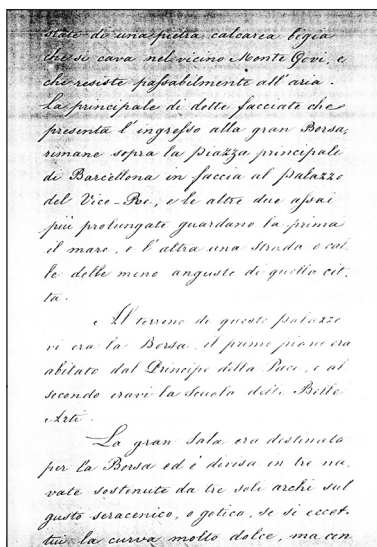 state di una pietra calcarea bigia
che si cava nel vicino Monte Govi, e
che resiste passabilmente all'aria.
La principale di dette facciate che
presenta l'ingresso alla gran Borsa,
rimane sopra la Piazza principale
di Barcellona in faccia al Palazzo
del Vice-Re, e le altre due assai
più prolungate guardano la prima
il mare, e l'altra una strada o cal,
le delle meno anguste di quella cit,
tà.
Al terreno di questo palazzo
vi era la Borsa, il primo piano era
abitato dal Principe della Pace, e al
secondo eravi la Scuola delle Belle
Arti.
La gran Sala era destinata
per la Borsa ed è divisa in tre na,
vate sostenute da tre soli archi sul
gusto seracenico, o gotico, se si eccet,
tui la curva molto dolce, ma con